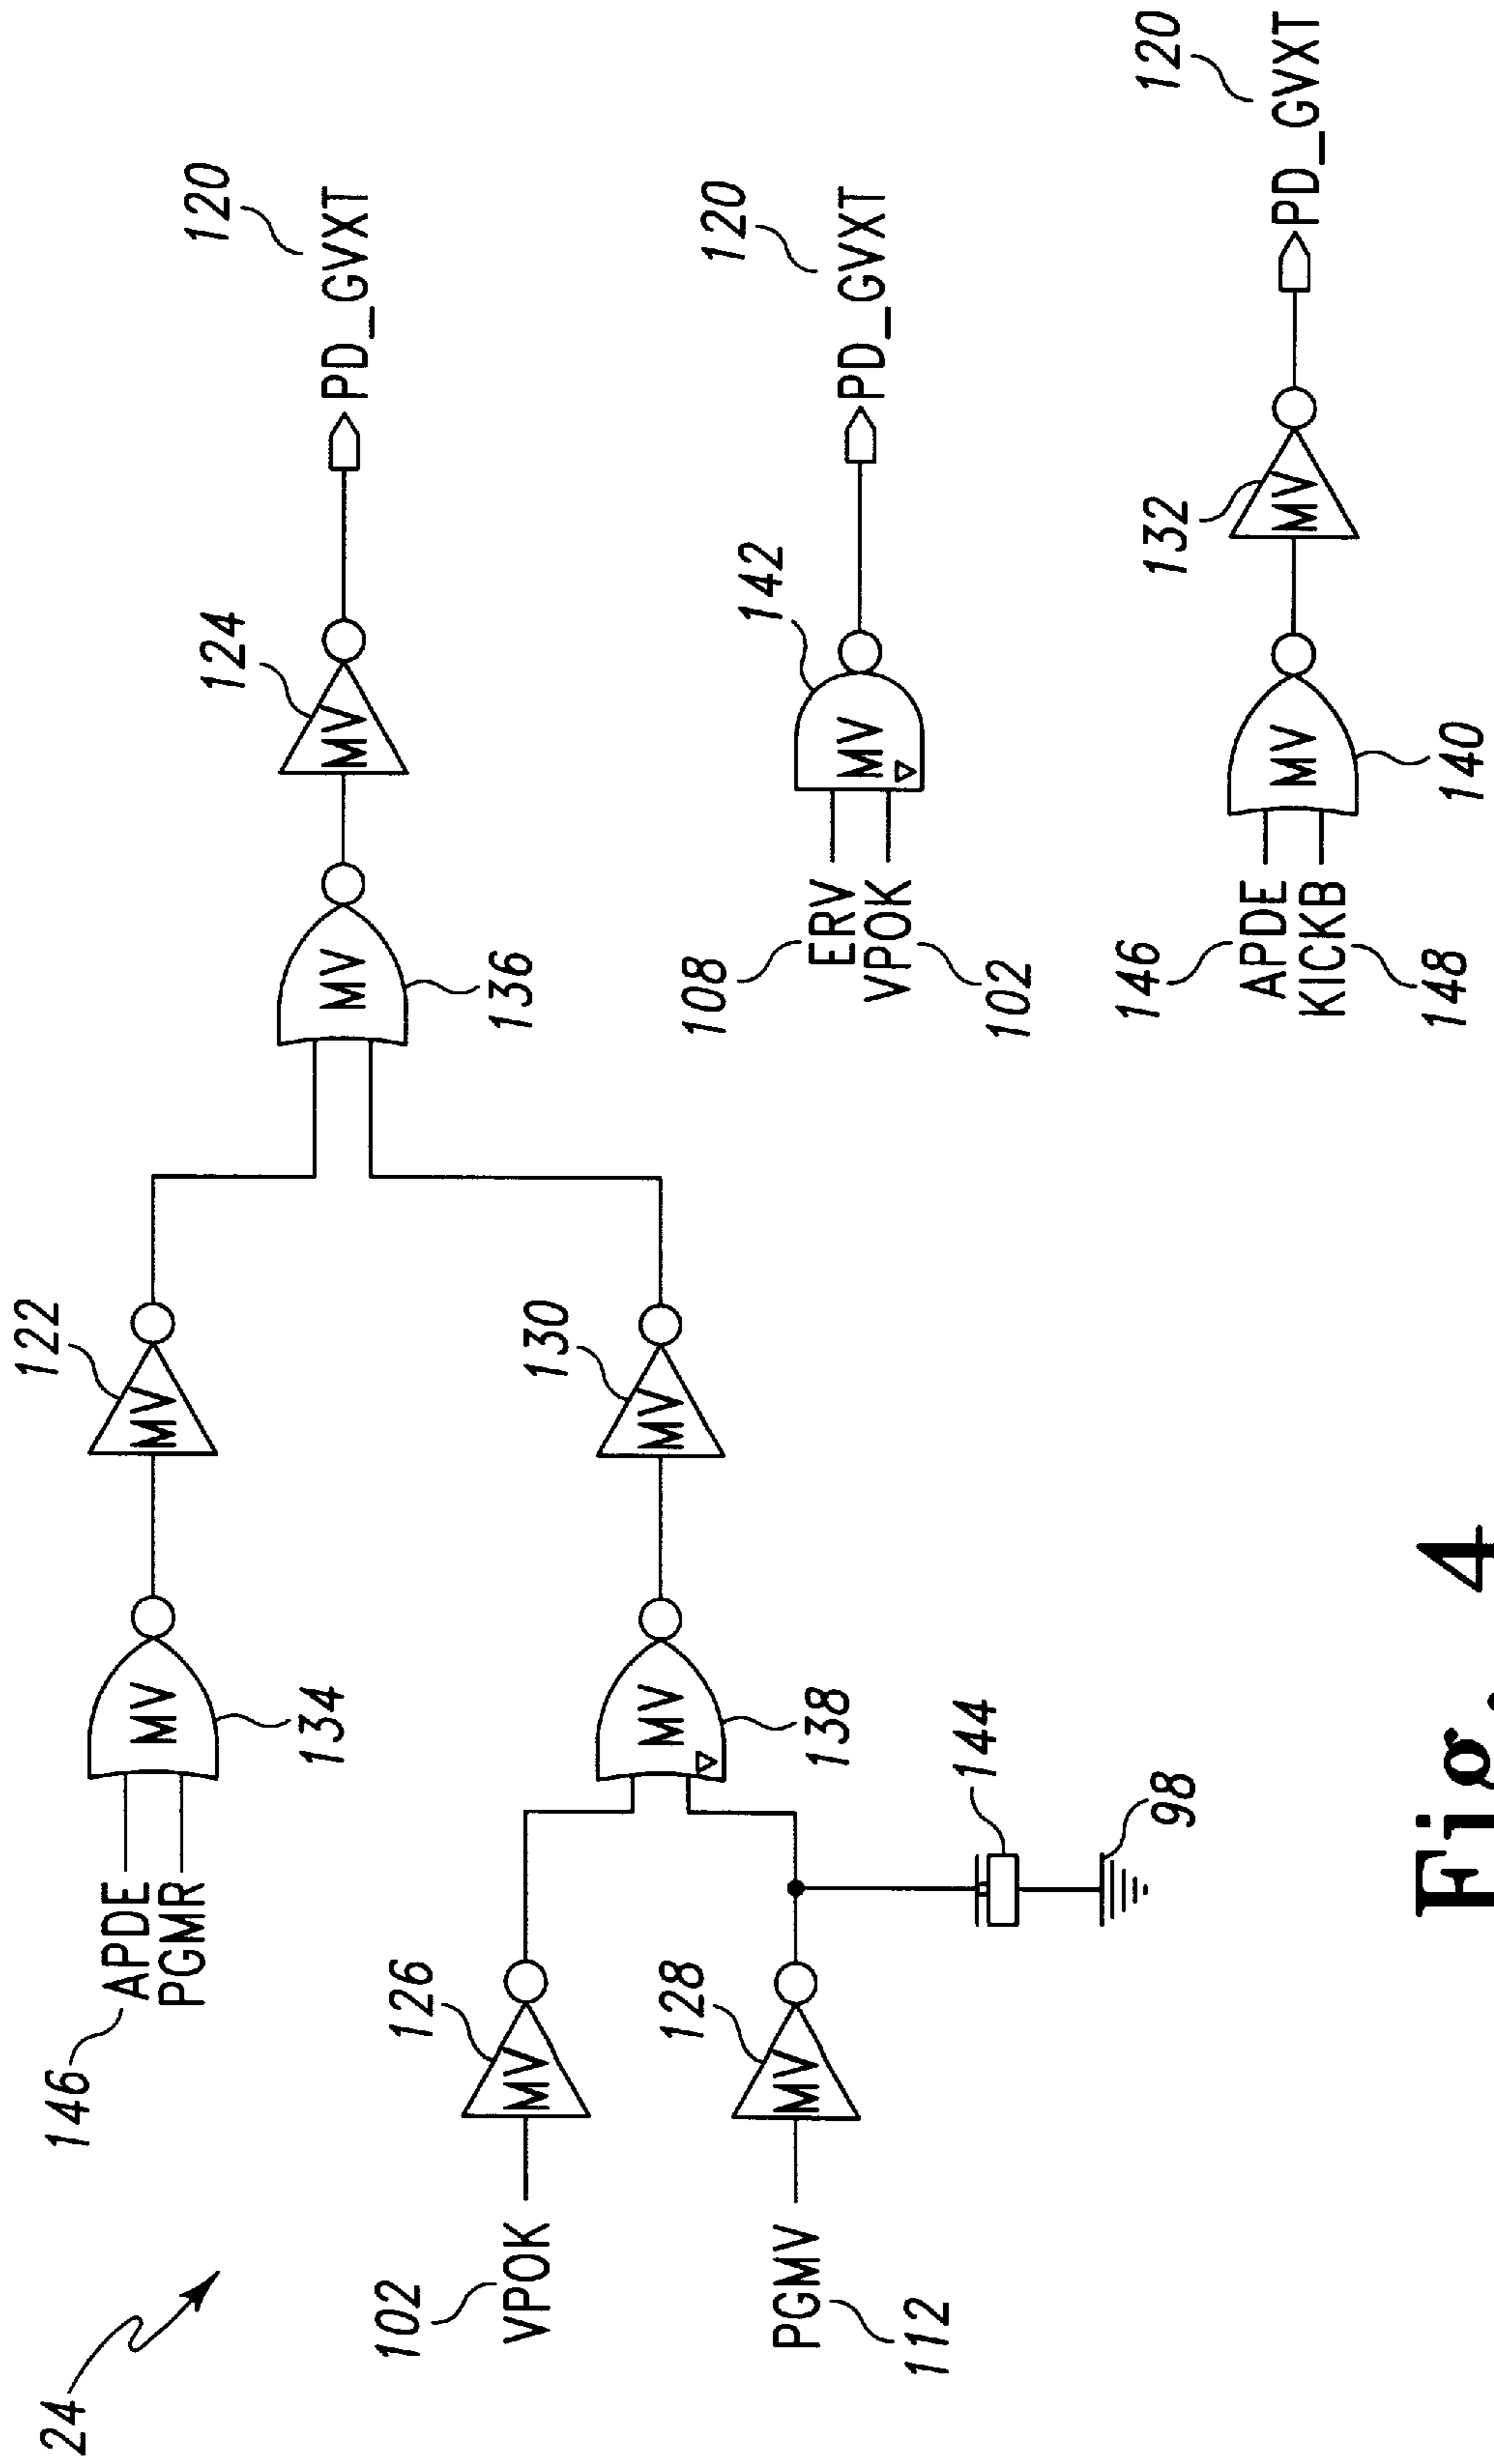 24
146
APDE
PGMR
MV
134
MV
122
102
VPOK
MV
126
PGMV
112
MV
128
MV
138
144
98
MV
130
MV
136
MV
124
PD_GVXT
120
108
ERV
VPOK
102
MV
142
PD_GVXT
120
146
APDE
KICKB
148
MV
140
MV
132
PD_GVXT
120
Fig. 4